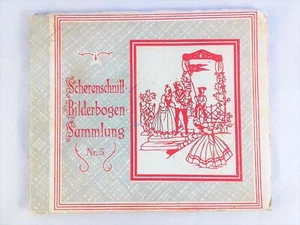 Scherenschnitt-
Bilderbogen-
Sammlung
Nr. 5